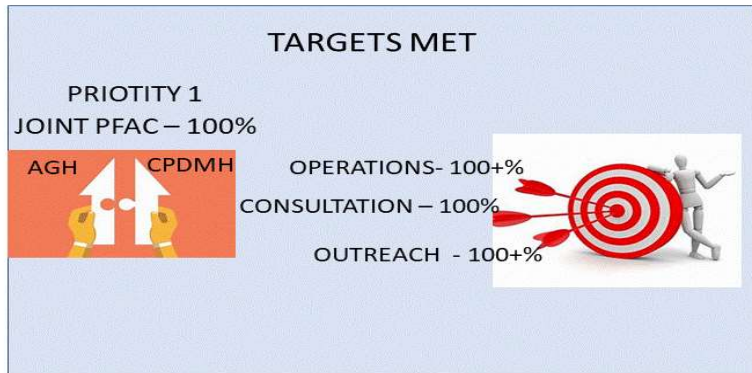 TARGETS MET
PRIOTITY 1
JOINT PFAC – 100%
AGH
CPDMH
OPERATIONS- 100+%
CONSULTATION – 100%
OUTREACH - 100+%